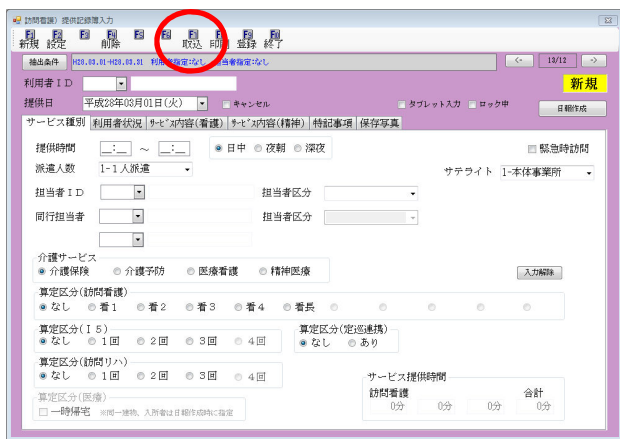 訪問看護) 提供記録簿入力
新規 設定 削除 取込 印刷 登録 終了
抽出条件 H28.03.01-H28.03.31 利用者指定:なし 担当者指定:なし <- 13/12 ->
利用者ID 新規
提供日 平成28年03月01日(火) キャンセル タブレット入力 ロック中 日報作成
サービス種別 利用者状況 サービス内容(看護) サービス内容(精神) 特記事項 保存写真
提供時間 __:__ ~ __:__ 日中 夜朝 深夜 緊急時訪問
派遣人数 1-1人派遣 サテライト 1-本体事業所
担当者ID 担当者区分
同行担当者 担当者区分
介護サービス
介護保険 介護予防 医療看護 精神医療 入力解除
算定区分(訪問看護)
なし 看1 看2 看3 看4 看長
算定区分(I5) 算定区分(定巡連携)
なし 1回 2回 3回 4回 なし あり
算定区分(訪問リハ)
なし 1回 2回 3回 4回
サービス提供時間
算定区分(医療) 訪問看護 合計
一時帰宅 ※同一建物、入所者は日報作成時に指定 0分 0分 0分 0分